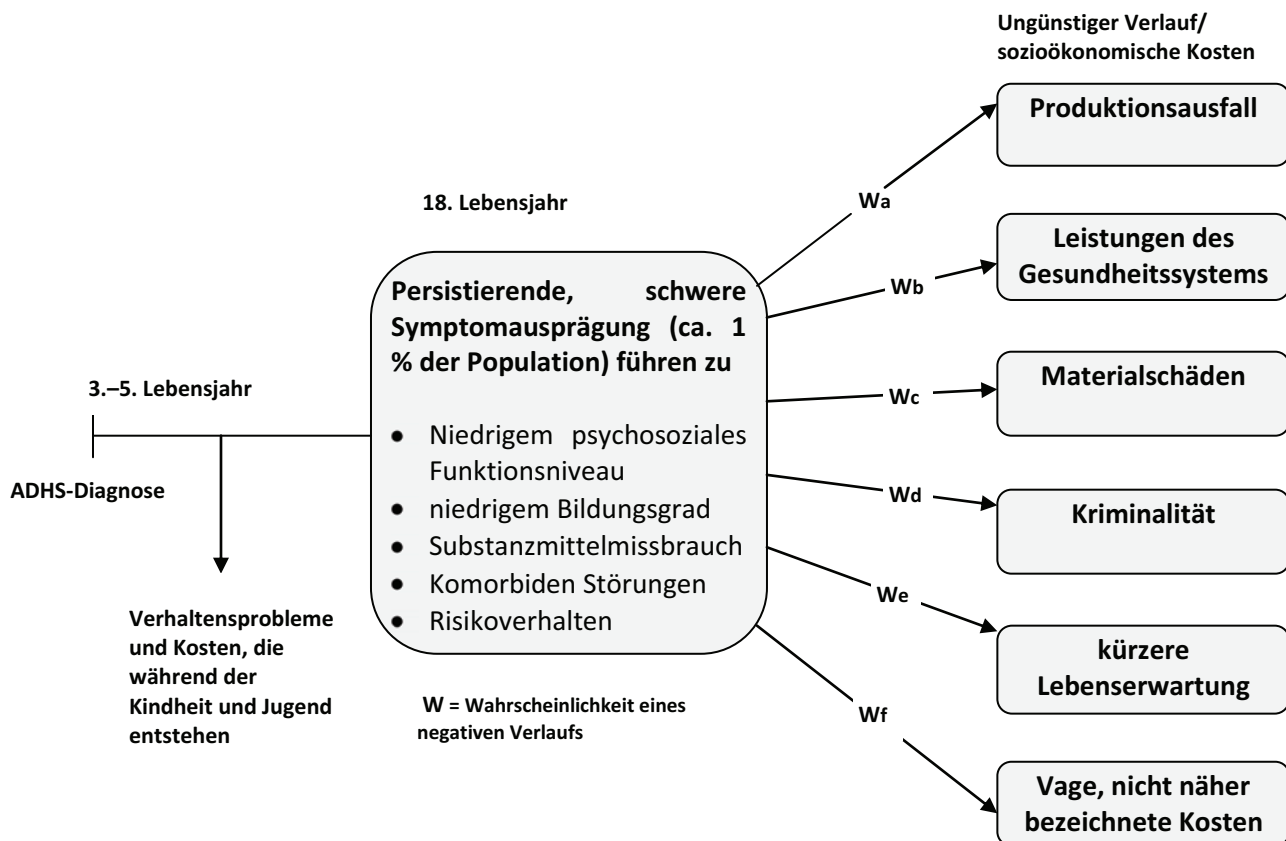 Ungünstiger Verlauf/
sozioökonomische Kosten
Produktionsausfall
Wa
18. Lebensjahr
Leistungen des
Gesundheitssystems
Wb
Persistierende, schwere
Symptomausprägung (ca. 1
% der Population) führen zu
3.–5. Lebensjahr
Materialschäden
Wc
• Niedrigem psychosoziales
Funktionsniveau
• niedrigem Bildungsgrad
• Substanzmittelmissbrauch
• Komorbiden Störungen
• Risikoverhalten
ADHS-Diagnose
Wd
Kriminalität
We
Verhaltensprobleme
und Kosten, die
während der
Kindheit und Jugend
entstehen
kürzere
Lebenserwartung
W = Wahrscheinlichkeit eines
negativen Verlaufs
Wf
Vage, nicht näher
bezeichnete Kosten